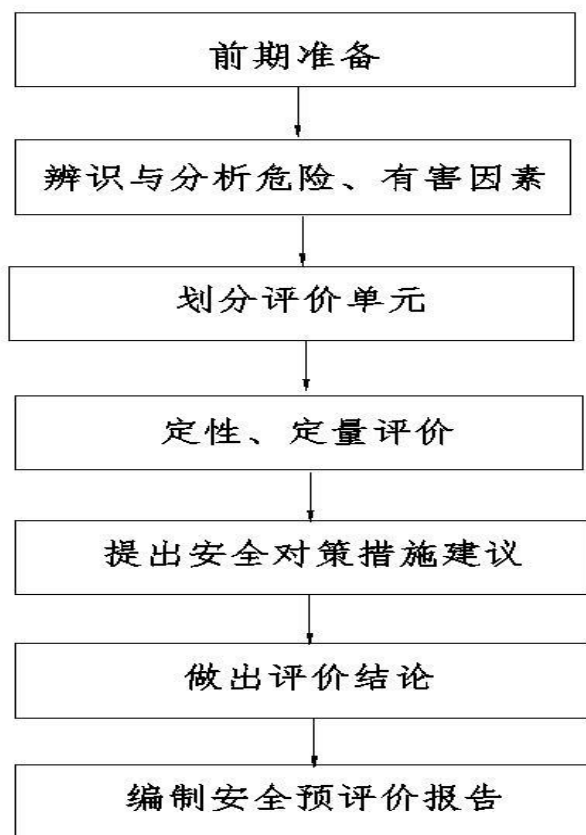 前期准备
辨识与分析危险、有害因素
划分评价单元
定性、定量评价
提出安全对策措施建议
做出评价结论
编制安全预评价报告